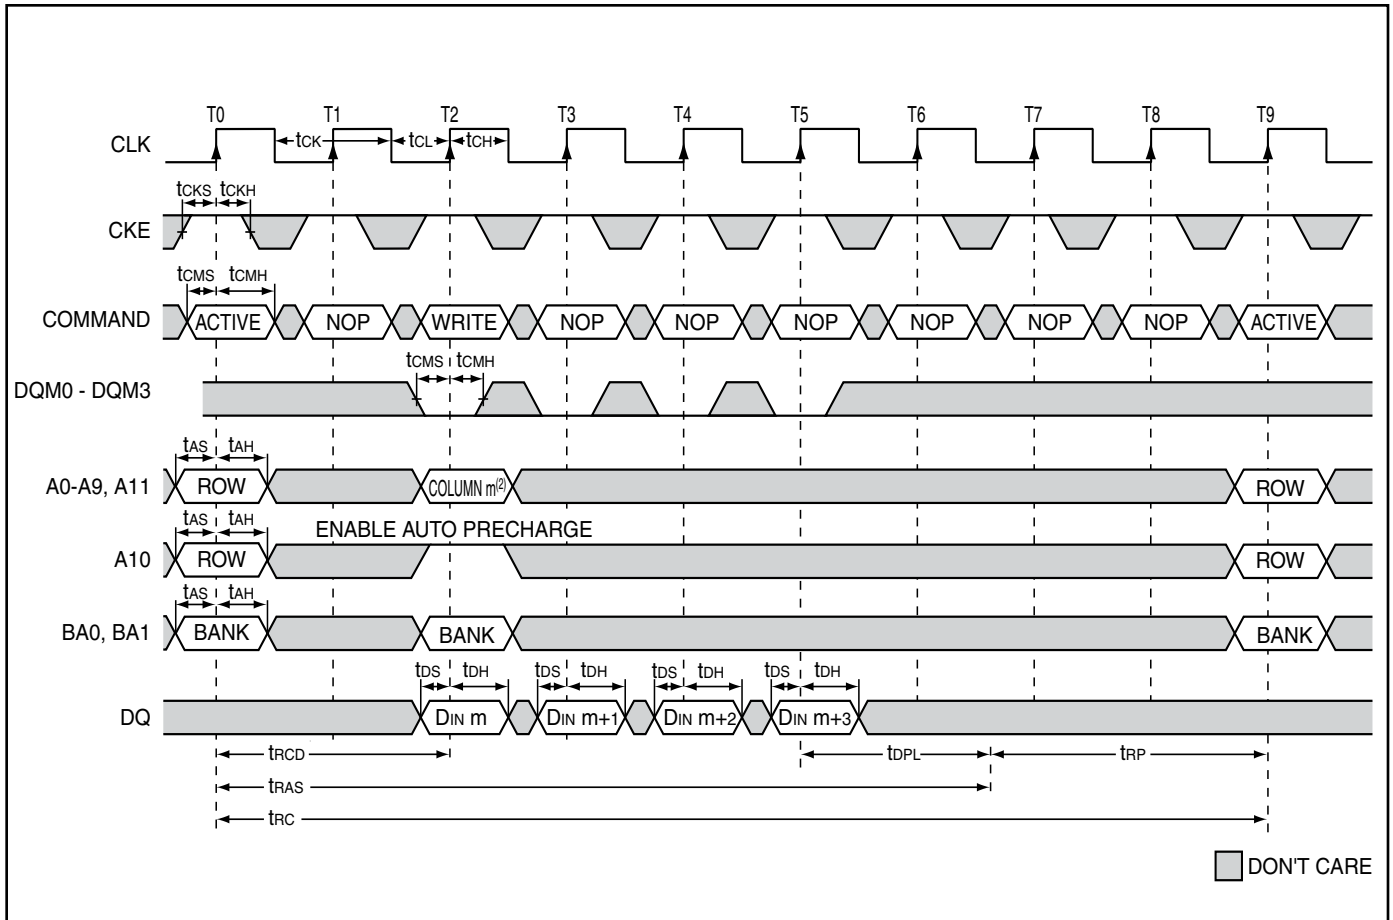 T0 T1 T2 T3 T4 T5 T6 T7 T8 T9
CLK tCK tCL tCH
tCKS tCKH
CKE
tCMS tCMH
COMMAND ACTIVE NOP WRITE NOP NOP NOP NOP NOP NOP ACTIVE
tCMS tCMH
DQM0 - DQM3
tAS tAH
A0-A9, A11 ROW COLUMN m(2) ROW
tAS tAH ENABLE AUTO PRECHARGE
A10 ROW ROW
tAS tAH
BA0, BA1 BANK BANK BANK
tDS tDH tDS tDH tDS tDH tDS tDH
DQ DIN m DIN m+1 DIN m+2 DIN m+3
tRCD tDPL tRP
tRAS
tRC
DON'T CARE